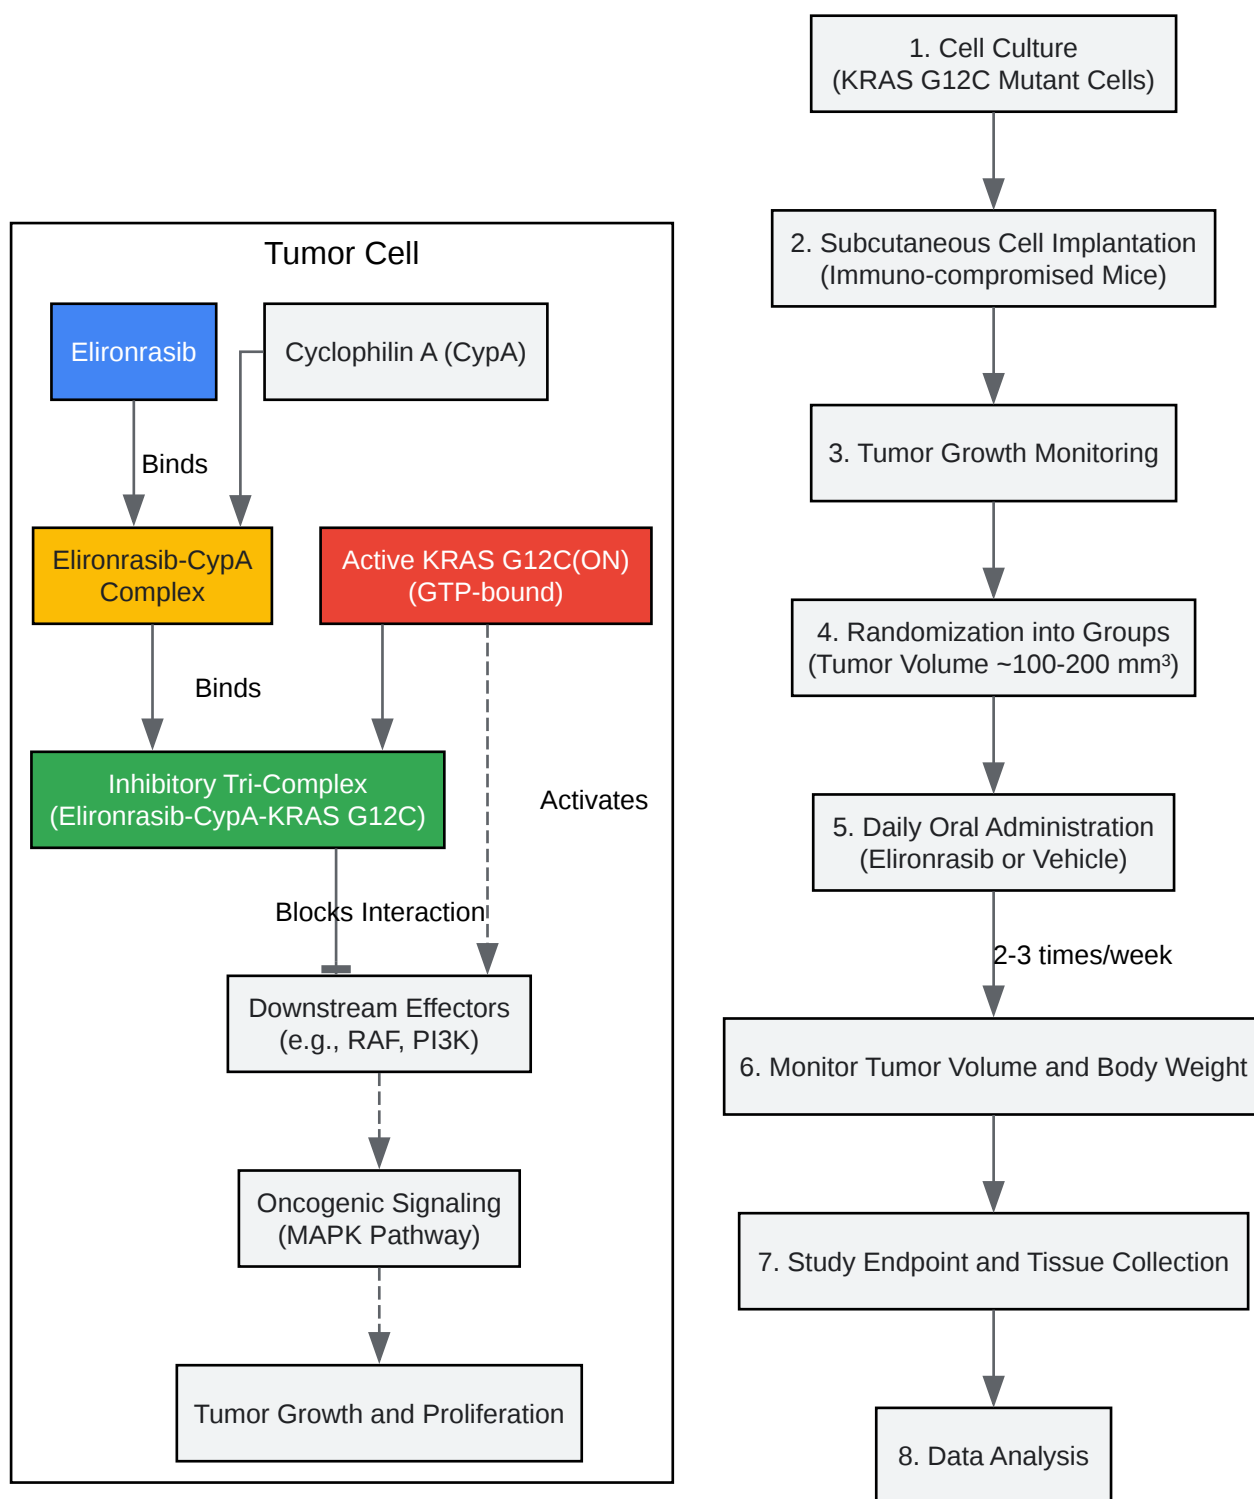 Tumor Cell
Elironrasib
Cyclophilin A (CypA)
Binds
Elironrasib-CypA
Complex
Active KRAS G12C(ON)
(GTP-bound)
Binds
Inhibitory Tri-Complex
(Elironrasib-CypA-KRAS G12C)
Activates
Blocks Interaction
Downstream Effectors
(e.g., RAF, PI3K)
Oncogenic Signaling
(MAPK Pathway)
Tumor Growth and Proliferation
1. Cell Culture
(KRAS G12C Mutant Cells)
2. Subcutaneous Cell Implantation
(Immuno-compromised Mice)
3. Tumor Growth Monitoring
4. Randomization into Groups
(Tumor Volume ~100-200 mm³)
5. Daily Oral Administration
(Elironrasib or Vehicle)
2-3 times/week
6. Monitor Tumor Volume and Body Weight
7. Study Endpoint and Tissue Collection
8. Data Analysis